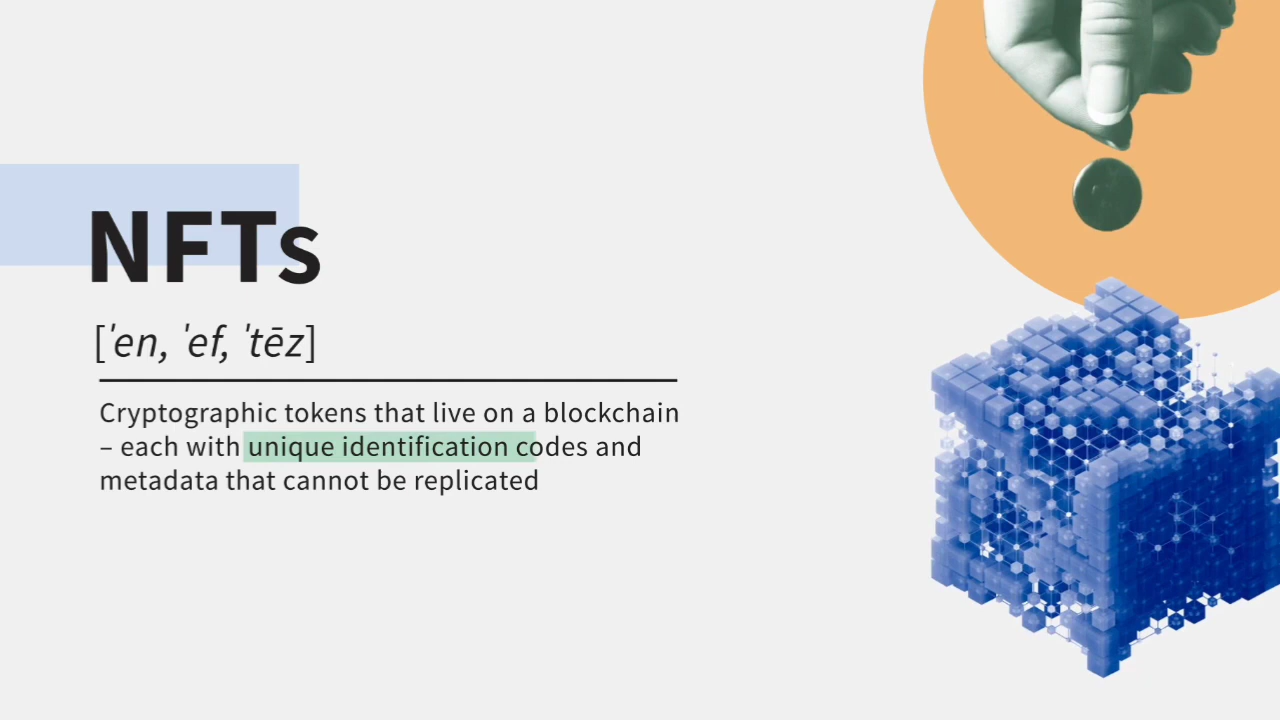 NFTs
[ˈen, ˈef, ˈtēz]
Cryptographic tokens that live on a blockchain
– each with unique identification codes and
metadata that cannot be replicated